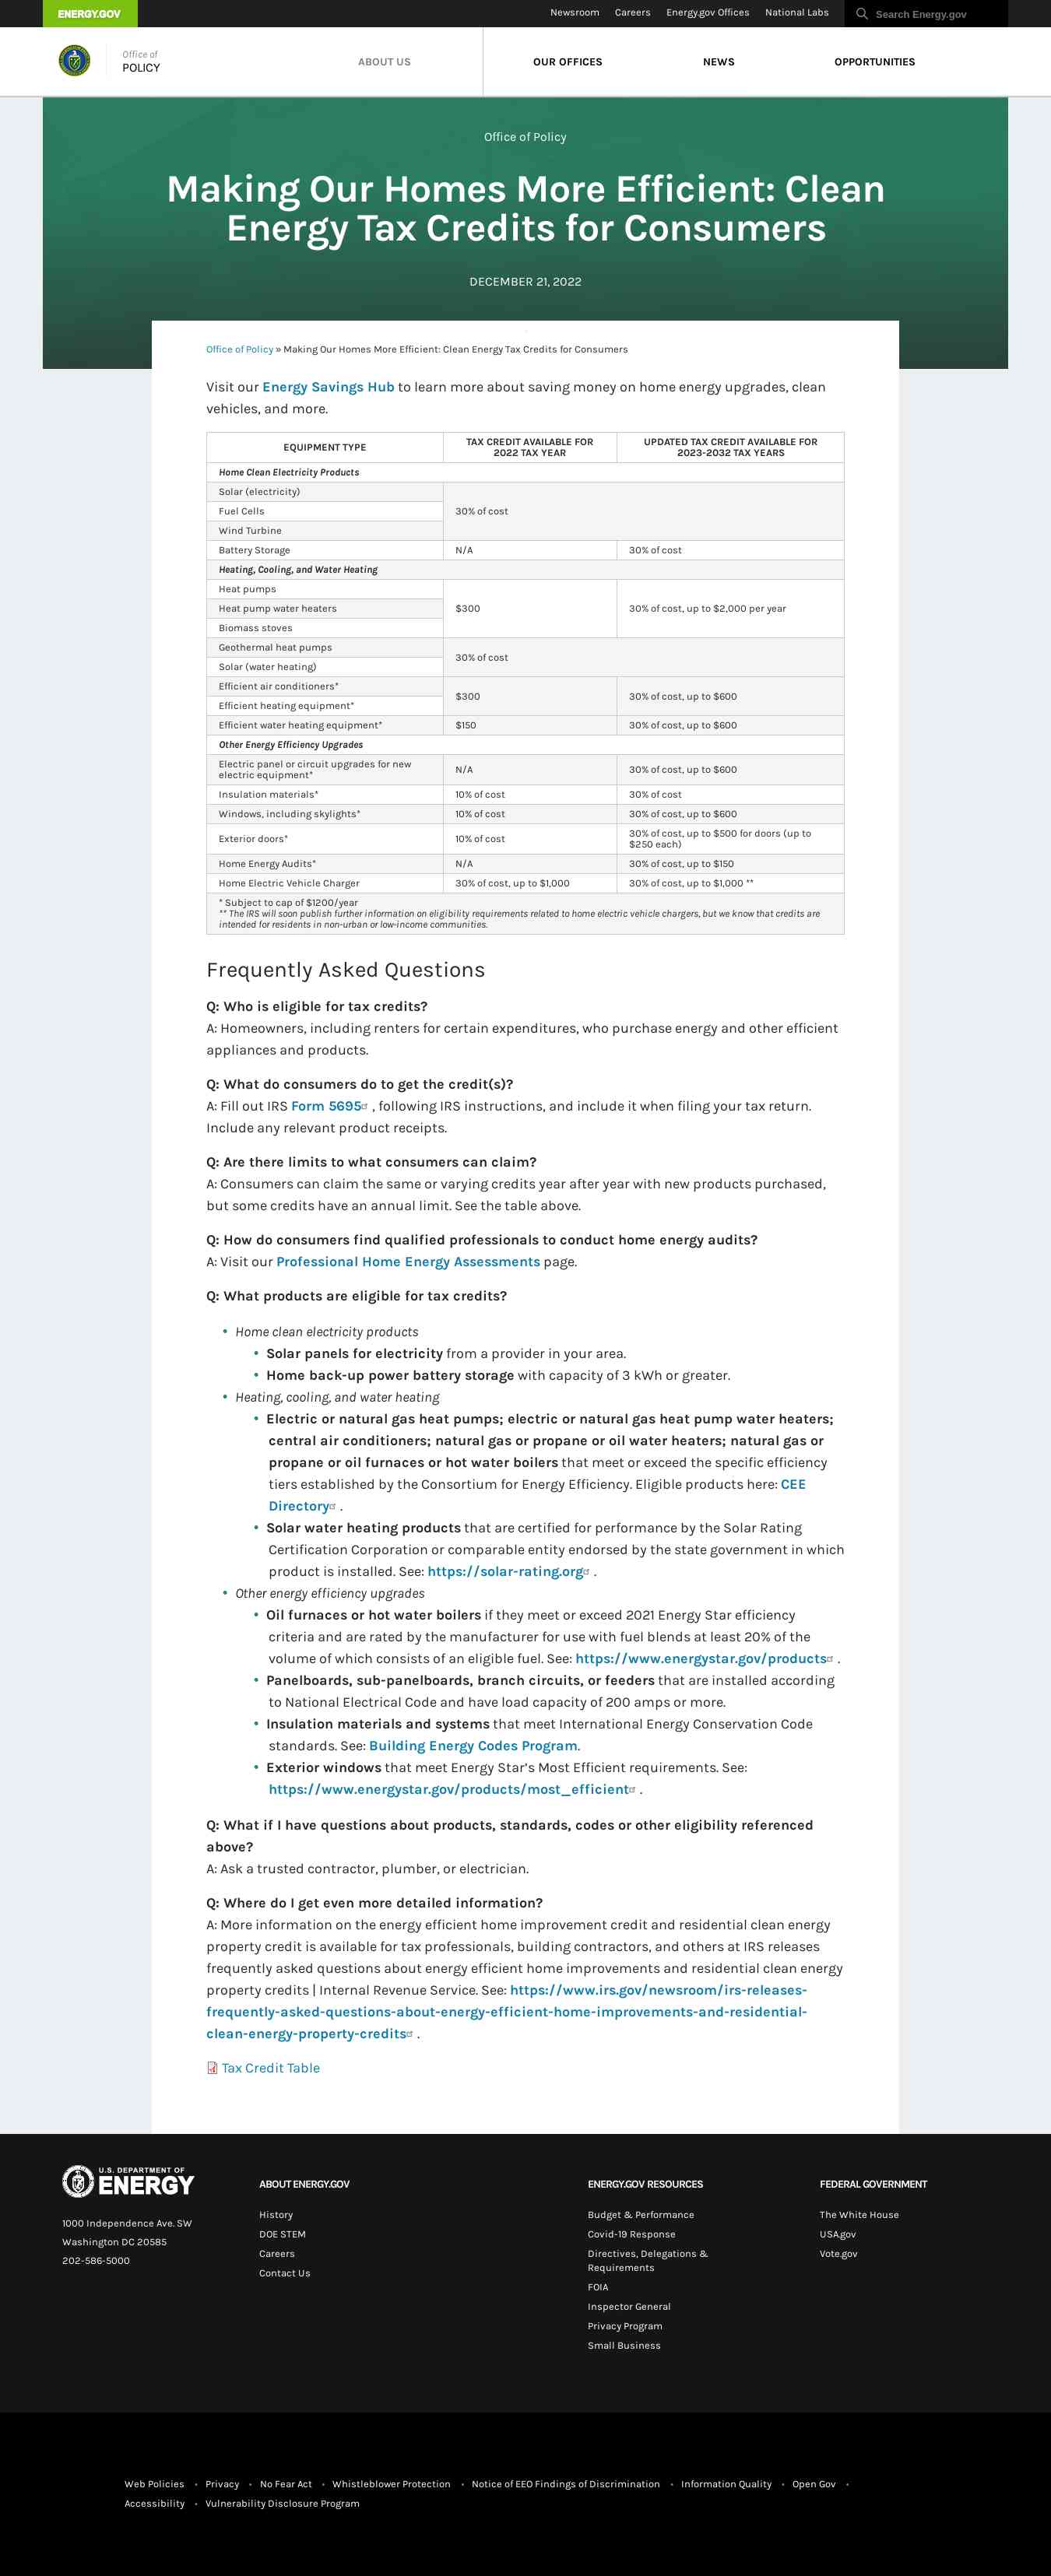 ENERGY.GOV
Newsroom Careers Energy.gov Offices National Labs Search Energy.gov
Office of
POLICY
ABOUT US OUR OFFICES NEWS OPPORTUNITIES
Office of Policy
Making Our Homes More Efficient: Clean
Energy Tax Credits for Consumers
DECEMBER 21, 2022
Office of Policy » Making Our Homes More Efficient: Clean Energy Tax Credits for Consumers
Visit our Energy Savings Hub to learn more about saving money on home energy upgrades, clean
vehicles, and more.
EQUIPMENT TYPE
TAX CREDIT AVAILABLE FOR
2022 TAX YEAR
UPDATED TAX CREDIT AVAILABLE FOR
2023-2032 TAX YEARS
Home Clean Electricity Products
Solar (electricity)
Fuel Cells
Wind Turbine
30% of cost
Battery Storage N/A 30% of cost
Heating, Cooling, and Water Heating
Heat pumps
Heat pump water heaters
Biomass stoves
$300 30% of cost, up to $2,000 per year
Geothermal heat pumps
Solar (water heating)
30% of cost
Efficient air conditioners*
Efficient heating equipment*
$300 30% of cost, up to $600
Efficient water heating equipment* $150 30% of cost, up to $600
Other Energy Efficiency Upgrades
Electric panel or circuit upgrades for new
electric equipment*
N/A 30% of cost, up to $600
Insulation materials* 10% of cost 30% of cost
Windows, including skylights* 10% of cost 30% of cost, up to $600
Exterior doors* 10% of cost
30% of cost, up to $500 for doors (up to
$250 each)
Home Energy Audits* N/A 30% of cost, up to $150
Home Electric Vehicle Charger 30% of cost, up to $1,000 30% of cost, up to $1,000 **
* Subject to cap of $1200/year
** The IRS will soon publish further information on eligibility requirements related to home electric vehicle chargers, but we know that credits are
intended for residents in non-urban or low-income communities.
Frequently Asked Questions
Q: Who is eligible for tax credits?
A: Homeowners, including renters for certain expenditures, who purchase energy and other efficient
appliances and products.
Q: What do consumers do to get the credit(s)?
A: Fill out IRS Form 5695 , following IRS instructions, and include it when filing your tax return.
Include any relevant product receipts.
Q: Are there limits to what consumers can claim?
A: Consumers can claim the same or varying credits year after year with new products purchased,
but some credits have an annual limit. See the table above.
Q: How do consumers find qualified professionals to conduct home energy audits?
A: Visit our Professional Home Energy Assessments page.
Q: What products are eligible for tax credits?
• Home clean electricity products
• Solar panels for electricity from a provider in your area.
• Home back-up power battery storage with capacity of 3 kWh or greater.
• Heating, cooling, and water heating
• Electric or natural gas heat pumps; electric or natural gas heat pump water heaters;
central air conditioners; natural gas or propane or oil water heaters; natural gas or
propane or oil furnaces or hot water boilers that meet or exceed the specific efficiency
tiers established by the Consortium for Energy Efficiency. Eligible products here: CEE
Directory .
• Solar water heating products that are certified for performance by the Solar Rating
Certification Corporation or comparable entity endorsed by the state government in which
product is installed. See: https://solar-rating.org .
• Other energy efficiency upgrades
• Oil furnaces or hot water boilers if they meet or exceed 2021 Energy Star efficiency
criteria and are rated by the manufacturer for use with fuel blends at least 20% of the
volume of which consists of an eligible fuel. See: https://www.energystar.gov/products .
• Panelboards, sub-panelboards, branch circuits, or feeders that are installed according
to National Electrical Code and have load capacity of 200 amps or more.
• Insulation materials and systems that meet International Energy Conservation Code
standards. See: Building Energy Codes Program.
• Exterior windows that meet Energy Star’s Most Efficient requirements. See:
https://www.energystar.gov/products/most_efficient .
Q: What if I have questions about products, standards, codes or other eligibility referenced
above?
A: Ask a trusted contractor, plumber, or electrician.
Q: Where do I get even more detailed information?
A: More information on the energy efficient home improvement credit and residential clean energy
property credit is available for tax professionals, building contractors, and others at IRS releases
frequently asked questions about energy efficient home improvements and residential clean energy
property credits | Internal Revenue Service. See: https://www.irs.gov/newsroom/irs-releases-
frequently-asked-questions-about-energy-efficient-home-improvements-and-residential-
clean-energy-property-credits .
Tax Credit Table
U.S. DEPARTMENT OF
ENERGY
1000 Independence Ave. SW
Washington DC 20585
202-586-5000
ABOUT ENERGY.GOV
History
DOE STEM
Careers
Contact Us
ENERGY.GOV RESOURCES
Budget & Performance
Covid-19 Response
Directives, Delegations &
Requirements
FOIA
Inspector General
Privacy Program
Small Business
FEDERAL GOVERNMENT
The White House
USA.gov
Vote.gov
Web Policies • Privacy • No Fear Act • Whistleblower Protection • Notice of EEO Findings of Discrimination • Information Quality • Open Gov •
Accessibility • Vulnerability Disclosure Program